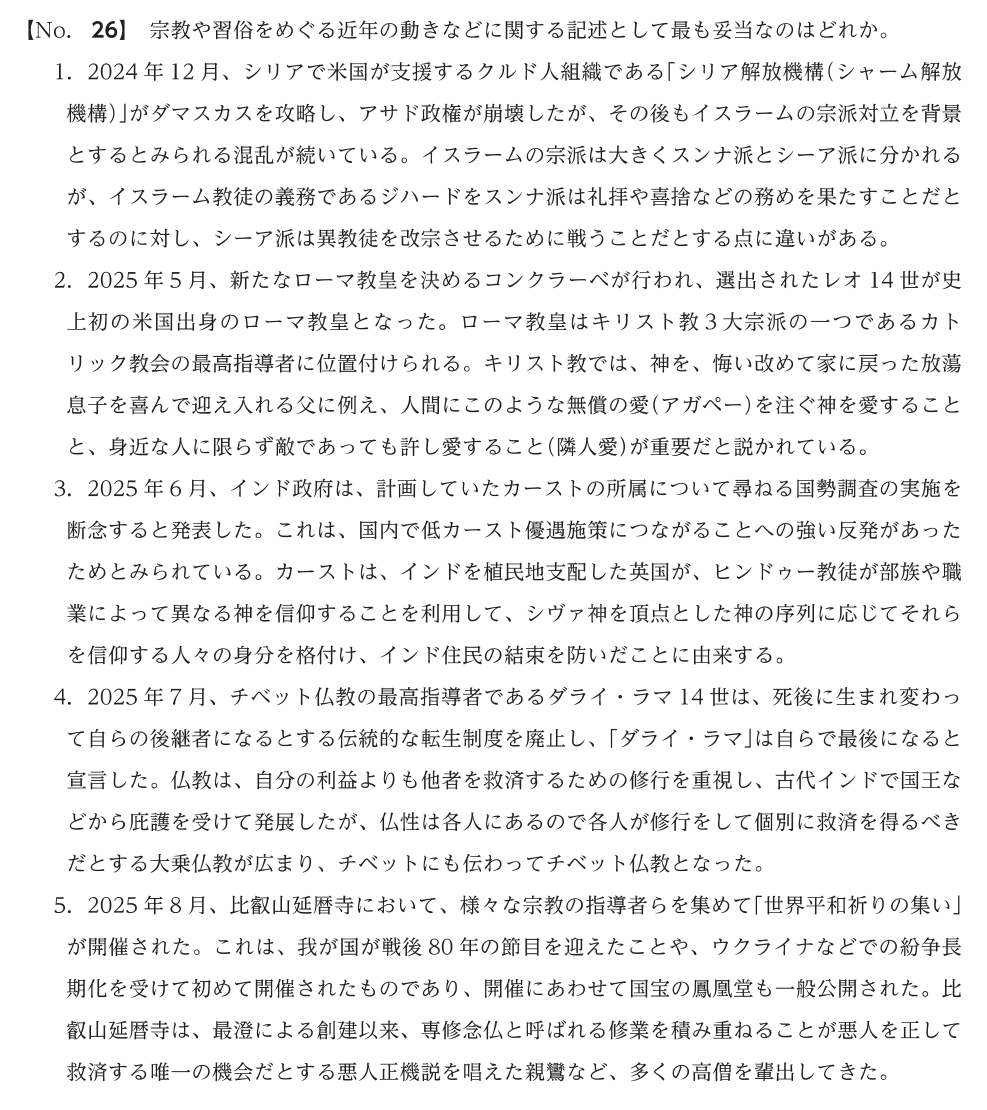 【No. 26】 宗教や習俗をめぐる近年の動きなどに関する記述として最も妥当なのはどれか。
1. 2024年12月、シリアで米国が支援するクルド人組織である「シリア解放機構(シャーム解放
機構)」がダマスカスを攻略し、アサド政権が崩壊したが、その後もイスラームの宗派対立を背景
とするとみられる混乱が続いている。イスラームの宗派は大きくスンナ派とシーア派に分かれる
が、イスラーム教徒の義務であるジハードをスンナ派は礼拝や喜捨などの務めを果たすことだと
するのに対し、シーア派は異教徒を改宗させるために戦うことだとする点に違いがある。
2. 2025年5月、新たなローマ教皇を決めるコンクラーベが行われ、選出されたレオ14世が史
上初の米国出身のローマ教皇となった。ローマ教皇はキリスト教3大宗派の一つであるカト
リック教会の最高指導者に位置付けられる。キリスト教では、神を、悔い改めて家に戻った放蕩
息子を喜んで迎え入れる父に例え、人間にこのような無償の愛(アガペー)を注ぐ神を愛すること
と、身近な人に限らず敵であっても許し愛すること(隣人愛)が重要だと説かれている。
3. 2025年6月、インド政府は、計画していたカーストの所属について尋ねる国勢調査の実施を
断念すると発表した。これは、国内で低カースト優遇施策につながることへの強い反発があった
ためとみられている。カーストは、インドを植民地支配した英国が、ヒンドゥー教徒が部族や職
業によって異なる神を信仰することを利用して、シヴァ神を頂点とした神の序列に応じてそれら
を信仰する人々の身分を格付け、インド住民の結束を防いだことに由来する。
4. 2025年7月、チベット仏教の最高指導者であるダライ・ラマ14世は、死後に生まれ変わっ
て自らの後継者になるとする伝統的な転生制度を廃止し、「ダライ・ラマ」は自らで最後になると
宣言した。仏教は、自分の利益よりも他者を救済するための修行を重視し、古代インドで国王な
どから庇護を受けて発展したが、仏性は各人にあるので各人が修行をして個別に救済を得るべき
だとする大乗仏教が広まり、チベットにも伝わってチベット仏教となった。
5. 2025年8月、比叡山延暦寺において、様々な宗教の指導者らを集めて「世界平和祈りの集い」
が開催された。これは、我が国が戦後80年の節目を迎えたことや、ウクライナなどでの紛争長
期化を受けて初めて開催されたものであり、開催にあわせて国宝の鳳凰堂も一般公開された。比
叡山延暦寺は、最澄による創建以来、専修念仏と呼ばれる修業を積み重ねることが悪人を正して
救済する唯一の機会だとする悪人正機説を唱えた親鸞など、多くの高僧を輩出してきた。